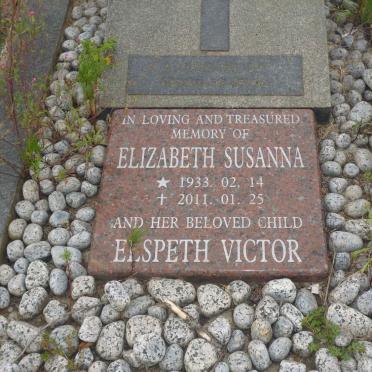 IN LOVING AND TREASURED
MEMORY OF
ELIZABETH SUSANNA
★ 1933. 02. 14
✝ 2011. 01. 25
AND HER BELOVED CHILD
ELSPETH VICTOR